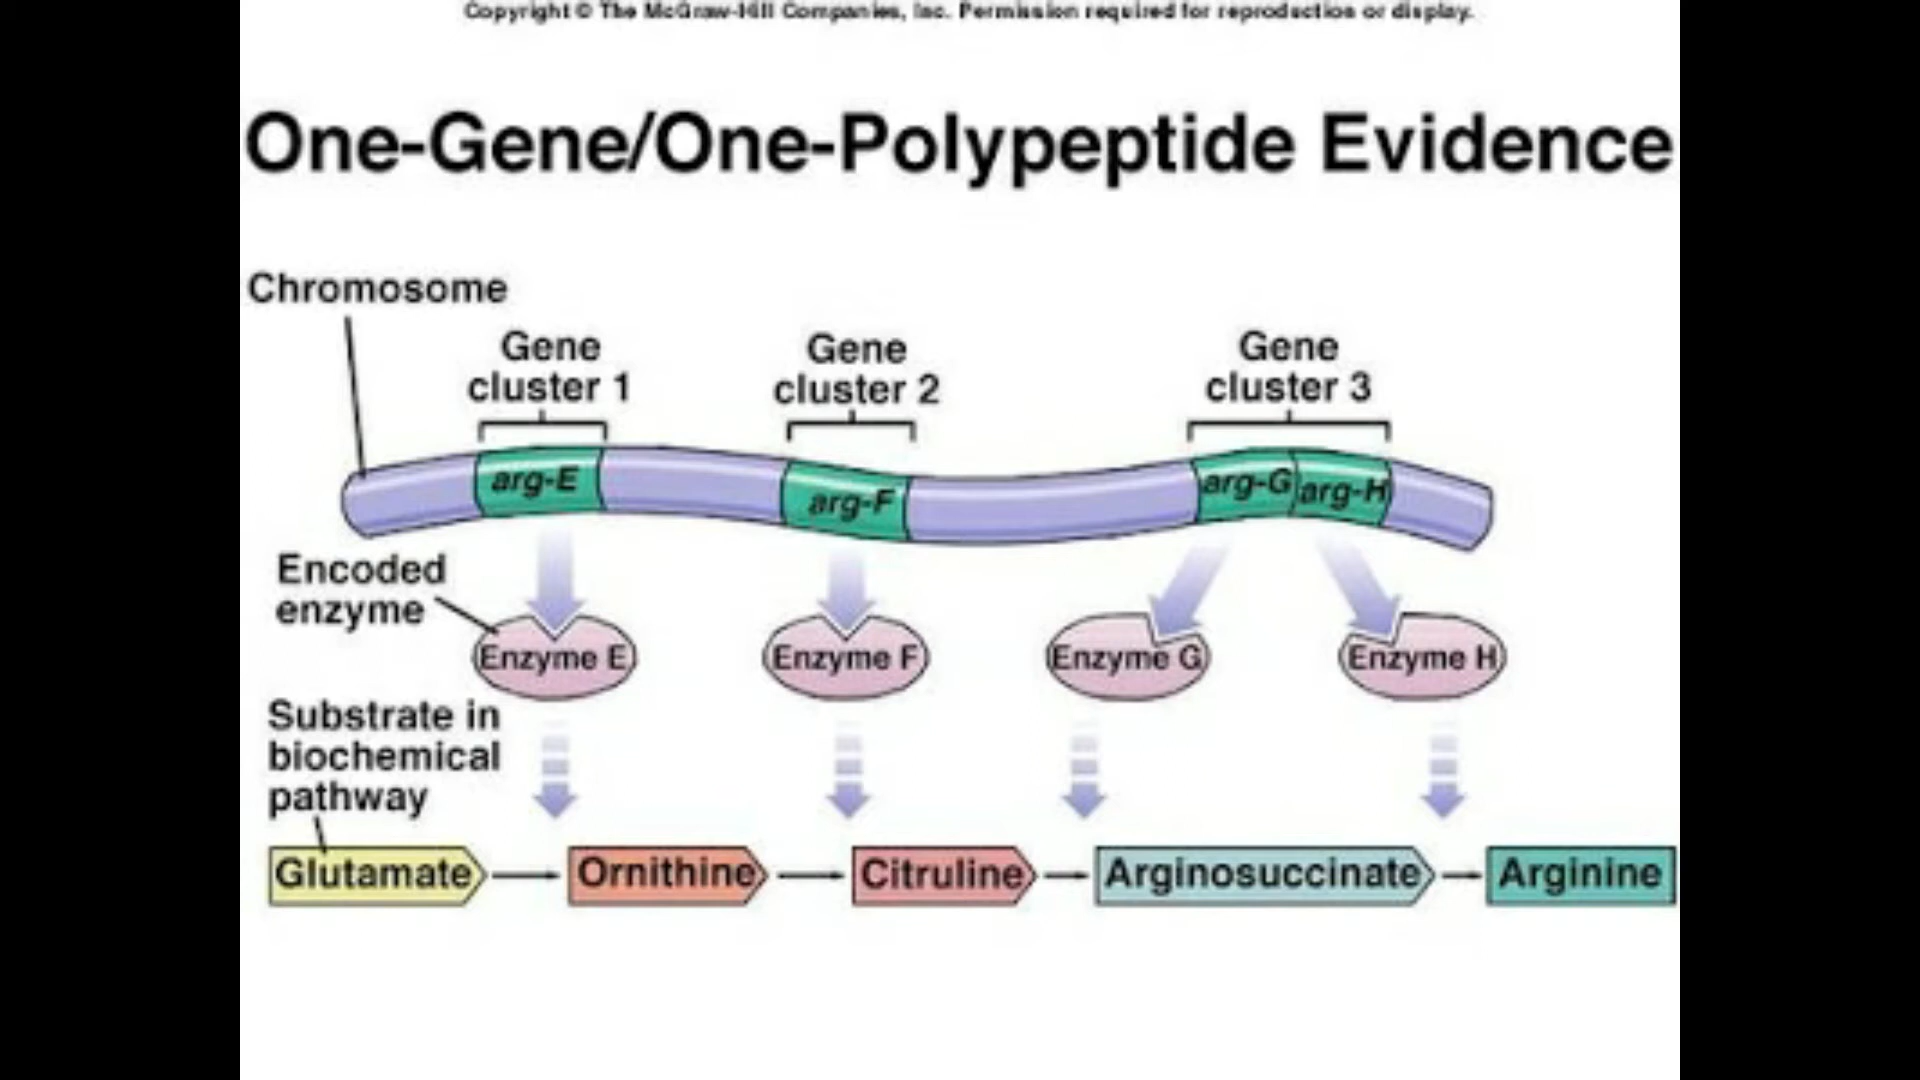 Copyright © The McGraw-Hill Companies, Inc. Permission required for reproduction or display.
One-Gene/One-Polypeptide Evidence
Chromosome
Gene
cluster 1
Gene
cluster 2
Gene
cluster 3
arg-E
arg-F
arg-G
arg-H
Encoded
enzyme
Enzyme E
Enzyme F
Enzyme G
Enzyme H
Substrate in
biochemical
pathway
Glutamate
Ornithine
Citruline
Arginosuccinate
Arginine